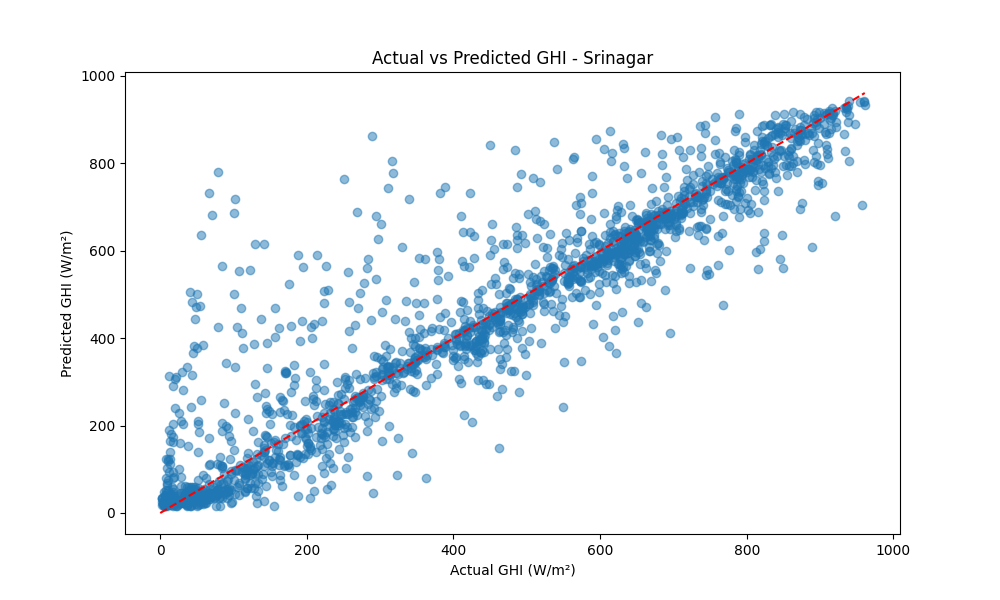 Actual vs Predicted GHI - Srinagar
1000
800
600
400
200
0
Predicted GHI (W/m²)
0 200 400 600 800 1000
Actual GHI (W/m²)